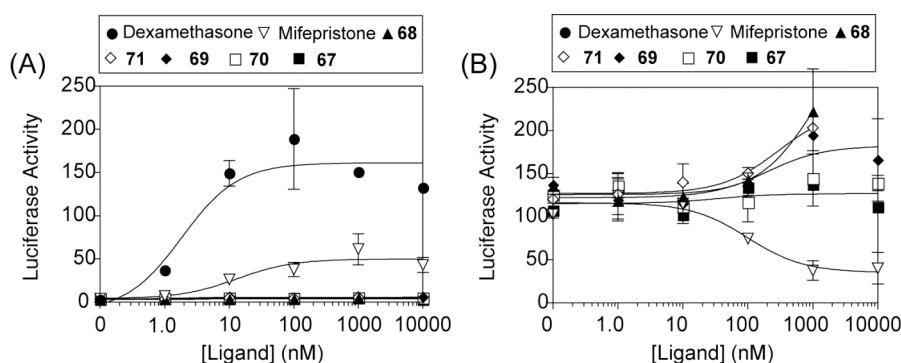 (A)
● Dexamethasone ▽ Mifepristone ▲ 68
◇ 71 ◆ 69 □ 70 ■ 67
Luciferase Activity
250
200
150
100
50
0
0 1.0 10 100 1000 10000
[Ligand] (nM)
(B)
● Dexamethasone ▽ Mifepristone ▲ 68
◇ 71 ◆ 69 □ 70 ■ 67
Luciferase Activity
250
200
150
100
50
0
0 1.0 10 100 1000 10000
[Ligand] (nM)